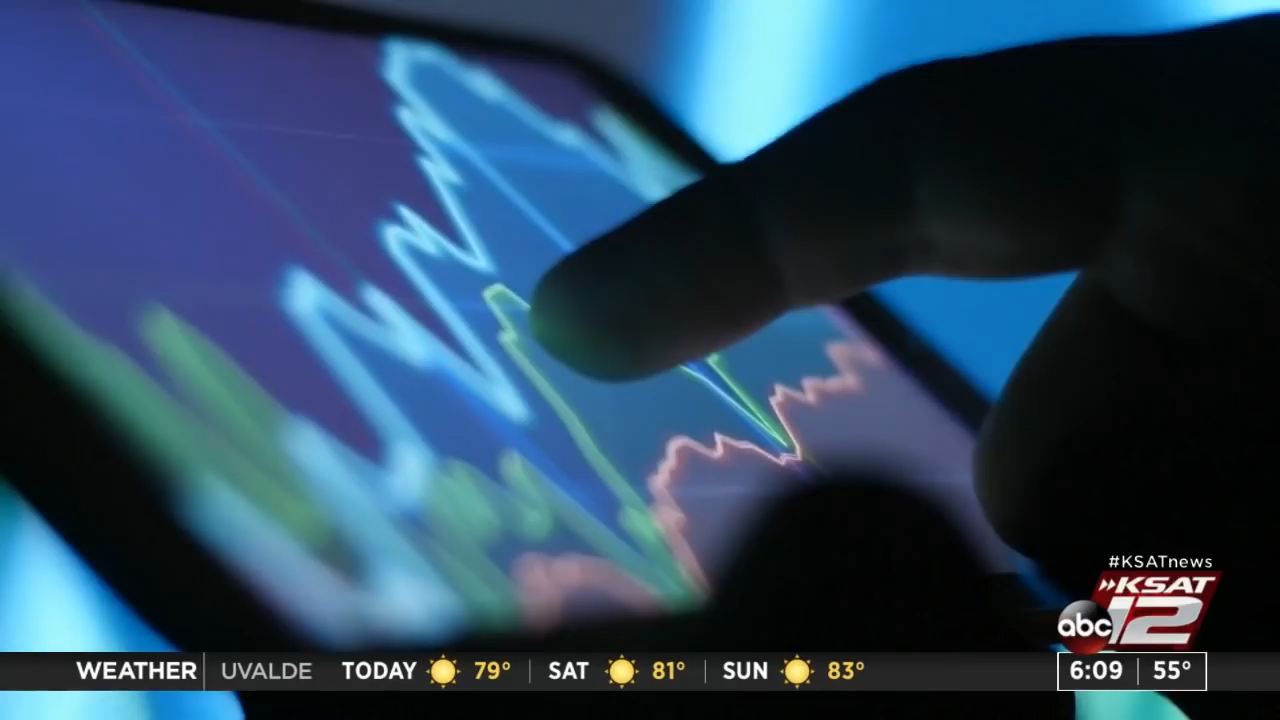 #KSATnews
KSAT
abc 12
WEATHER UVALDE TODAY 79° SAT 81° SUN 83° 6:09 55°